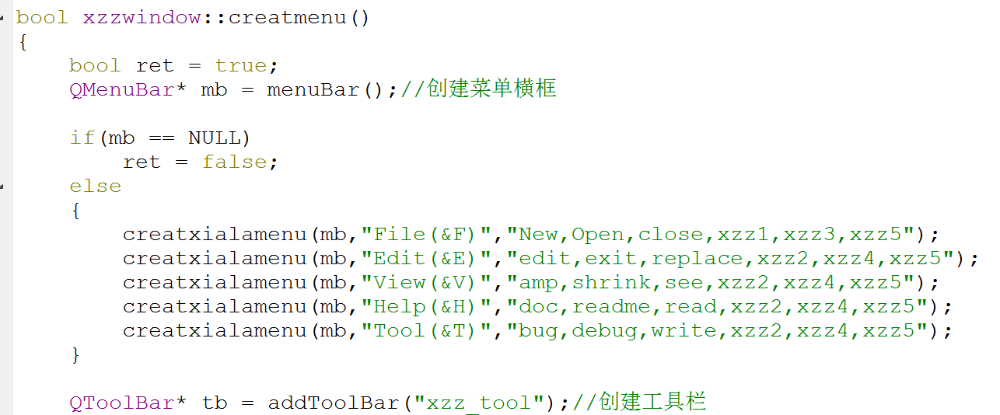 bool xzzwindow::creatmenu()
{
    bool ret = true;
    QMenuBar* mb = menuBar();//创建菜单横框
    if(mb == NULL)
        ret = false;
    else
    {
        creatxialamenu(mb,"File(&F)","New,Open,close,xzz1,xzz3,xzz5");
        creatxialamenu(mb,"Edit(&E)","edit,exit,replace,xzz2,xzz4,xzz5");
        creatxialamenu(mb,"View(&V)","amp,shrink,see,xzz2,xzz4,xzz5");
        creatxialamenu(mb,"Help(&H)","doc,readme,read,xzz2,xzz4,xzz5");
        creatxialamenu(mb,"Tool(&T)","bug,debug,write,xzz2,xzz4,xzz5");
    }
    QToolBar* tb = addToolBar("xzz_tool");//创建工具栏